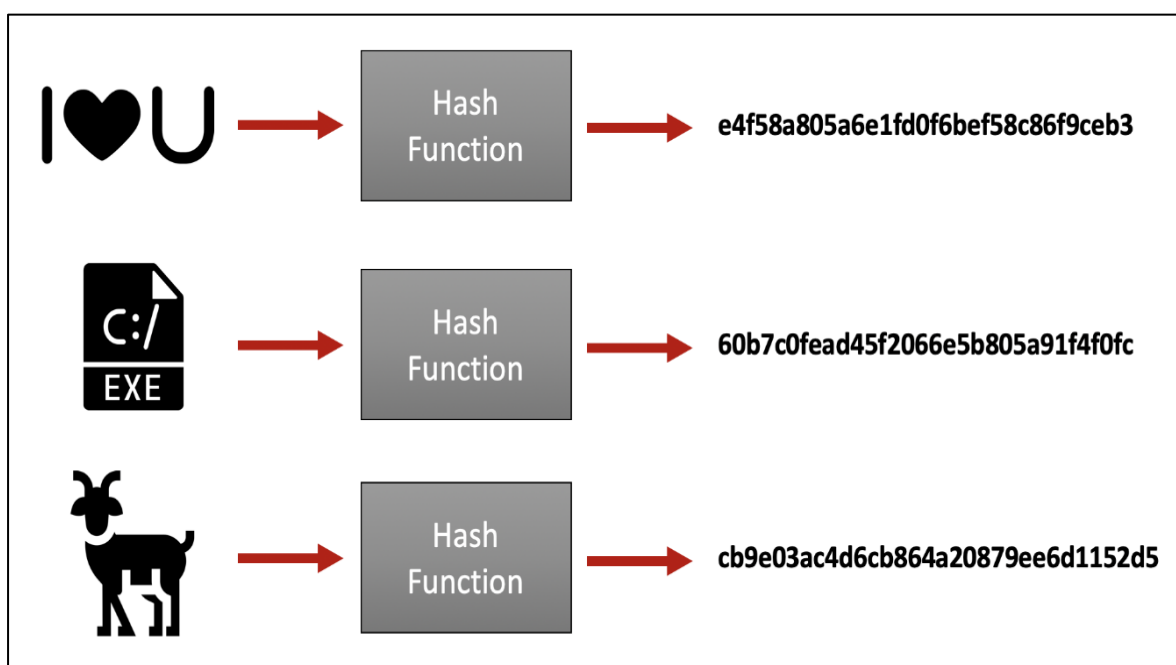 I♥U
Hash
Function
e4f58a805a6e1fd0f6bef58c86f9ceb3
C:/
EXE
Hash
Function
60b7c0fead45f2066e5b805a91f4f0fc
Hash
Function
cb9e03ac4d6cb864a20879ee6d1152d5